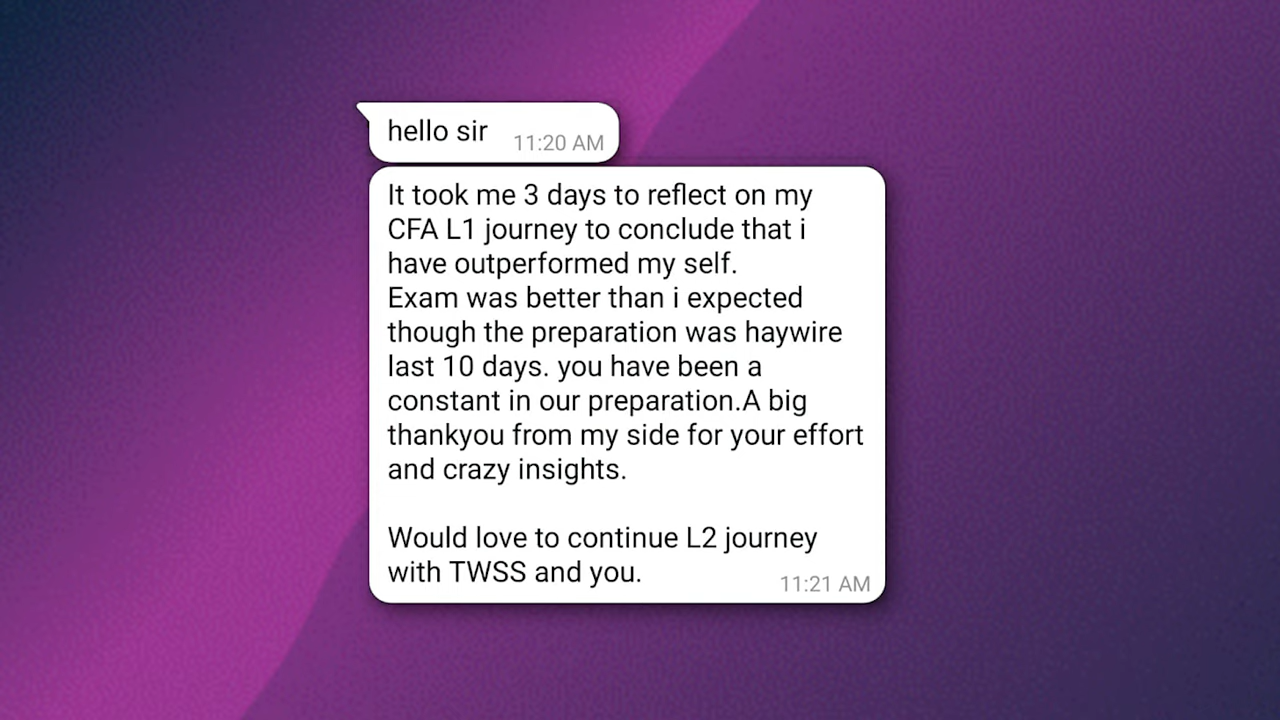 hello sir
11:20 AM
It took me 3 days to reflect on my
CFA L1 journey to conclude that i
have outperformed my self.
Exam was better than i expected
though the preparation was haywire
last 10 days. you have been a
constant in our preparation.A big
thankyou from my side for your effort
and crazy insights.
Would love to continue L2 journey
with TWSS and you.
11:21 AM